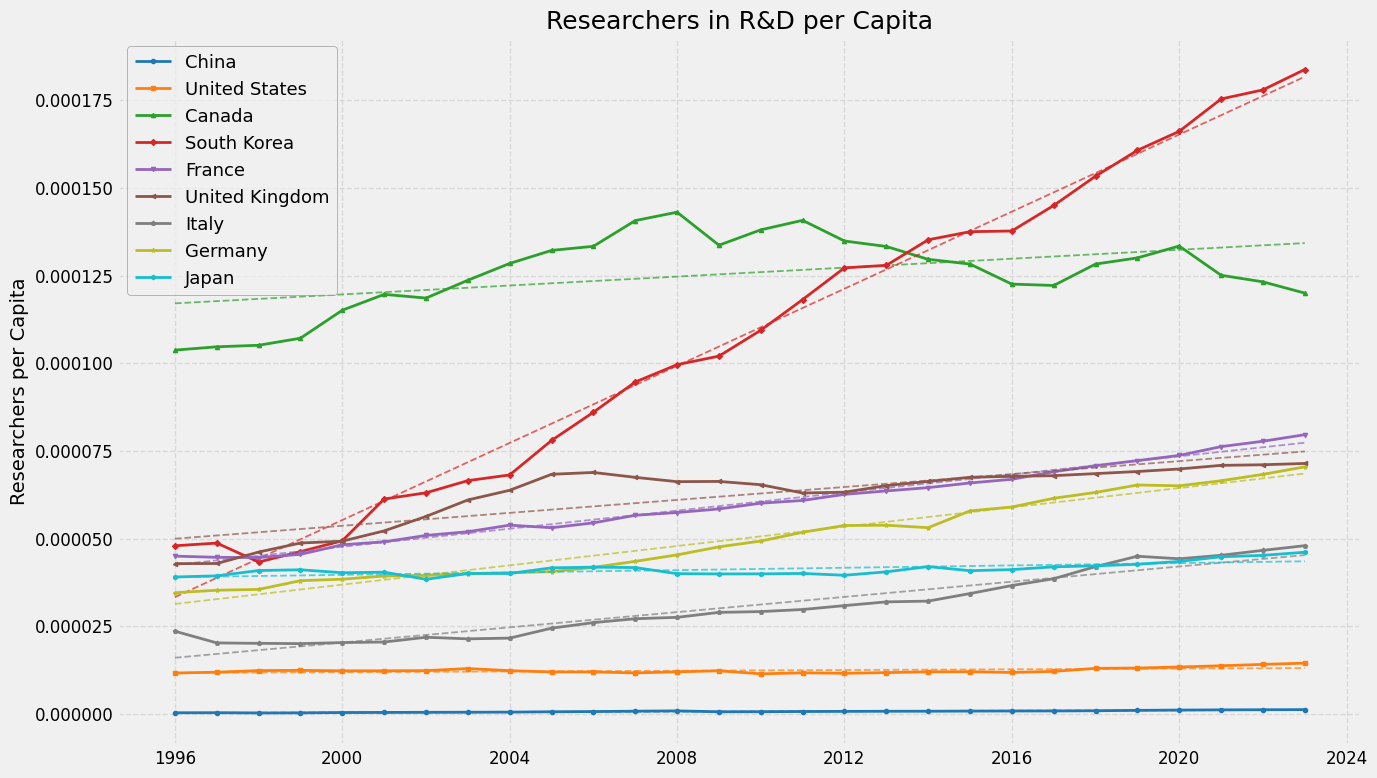 Researchers in R&D per Capita
China
United States
Canada
South Korea
France
United Kingdom
Italy
Germany
Japan
Researchers per Capita
0.000175
0.000150
0.000125
0.000100
0.000075
0.000050
0.000025
0.000000
1996 2000 2004 2008 2012 2016 2020 2024